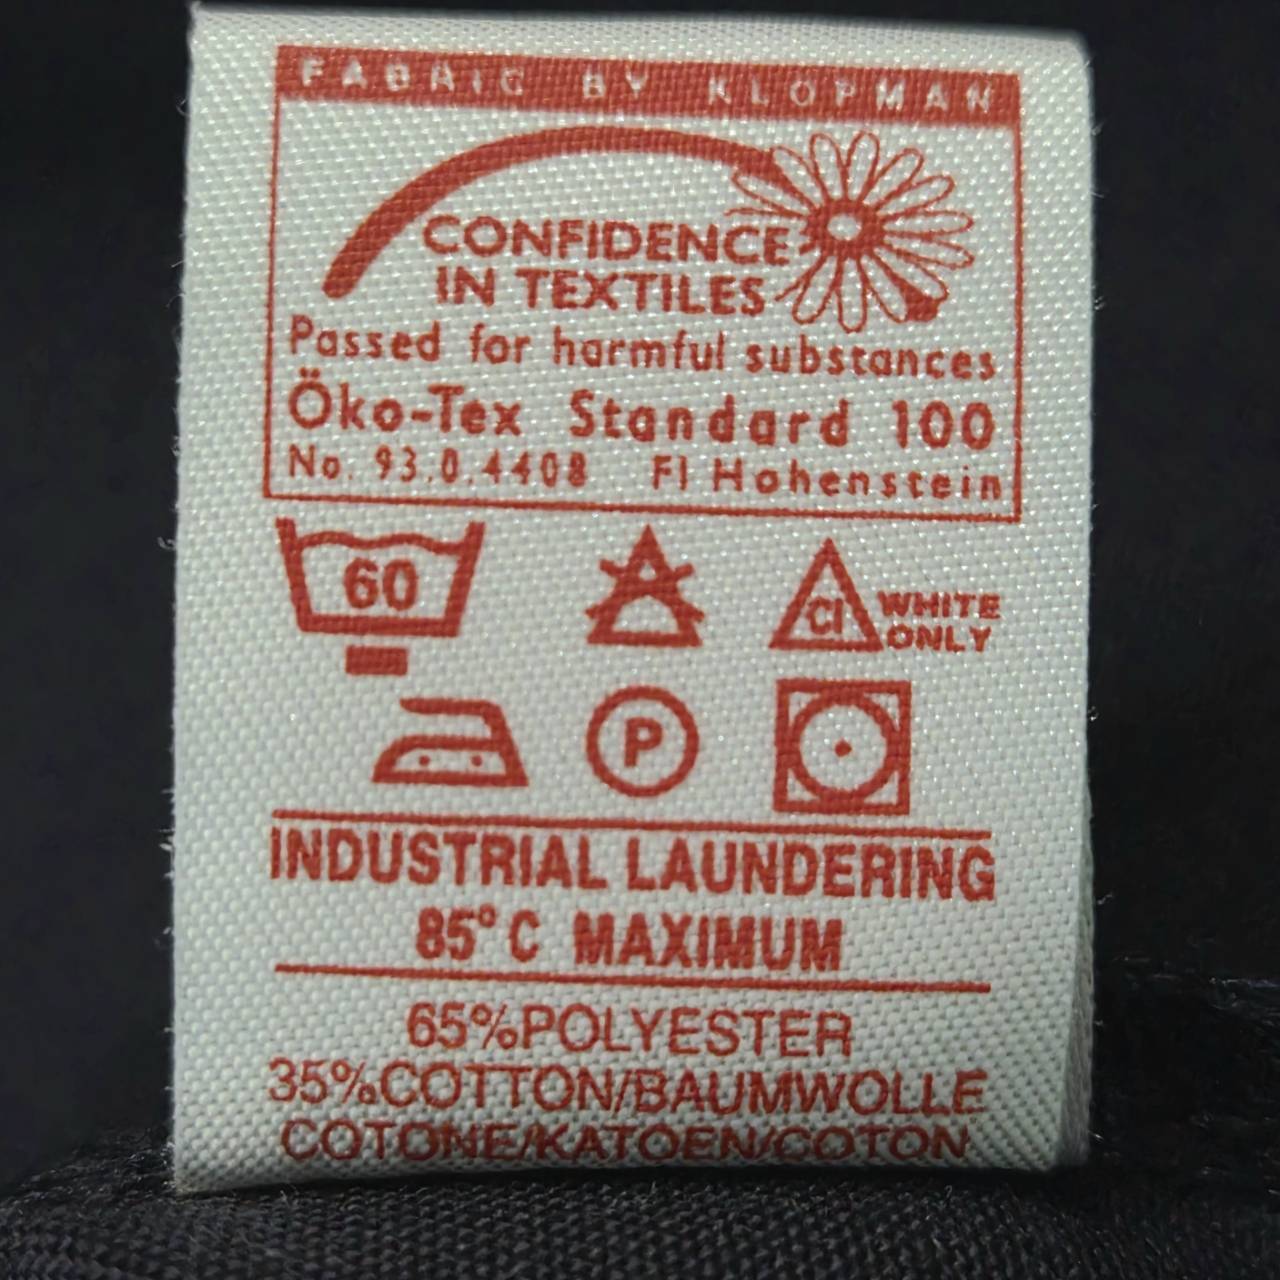 FABRIC BY KLOPMAN
CONFIDENCE
IN TEXTILES
Passed for harmful substances
Öko-Tex Standard 100
No. 93.0.4408 FI Hohenstein
60
Cl WHITE
ONLY
P
INDUSTRIAL LAUNDERING
85°C MAXIMUM
65%POLYESTER
35%COTTON/BAUMWOLLE
COTONE/KATOEN/COTON